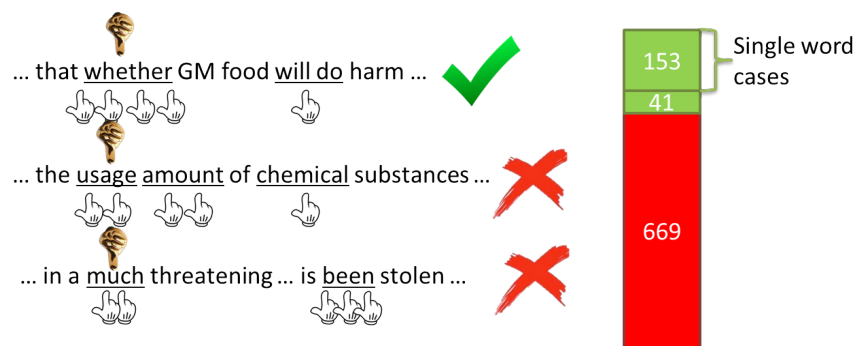 ... that whether GM food will do harm ...
... the usage amount of chemical substances ...
... in a much threatening ... is been stolen ...
153
41
669
Single word
cases